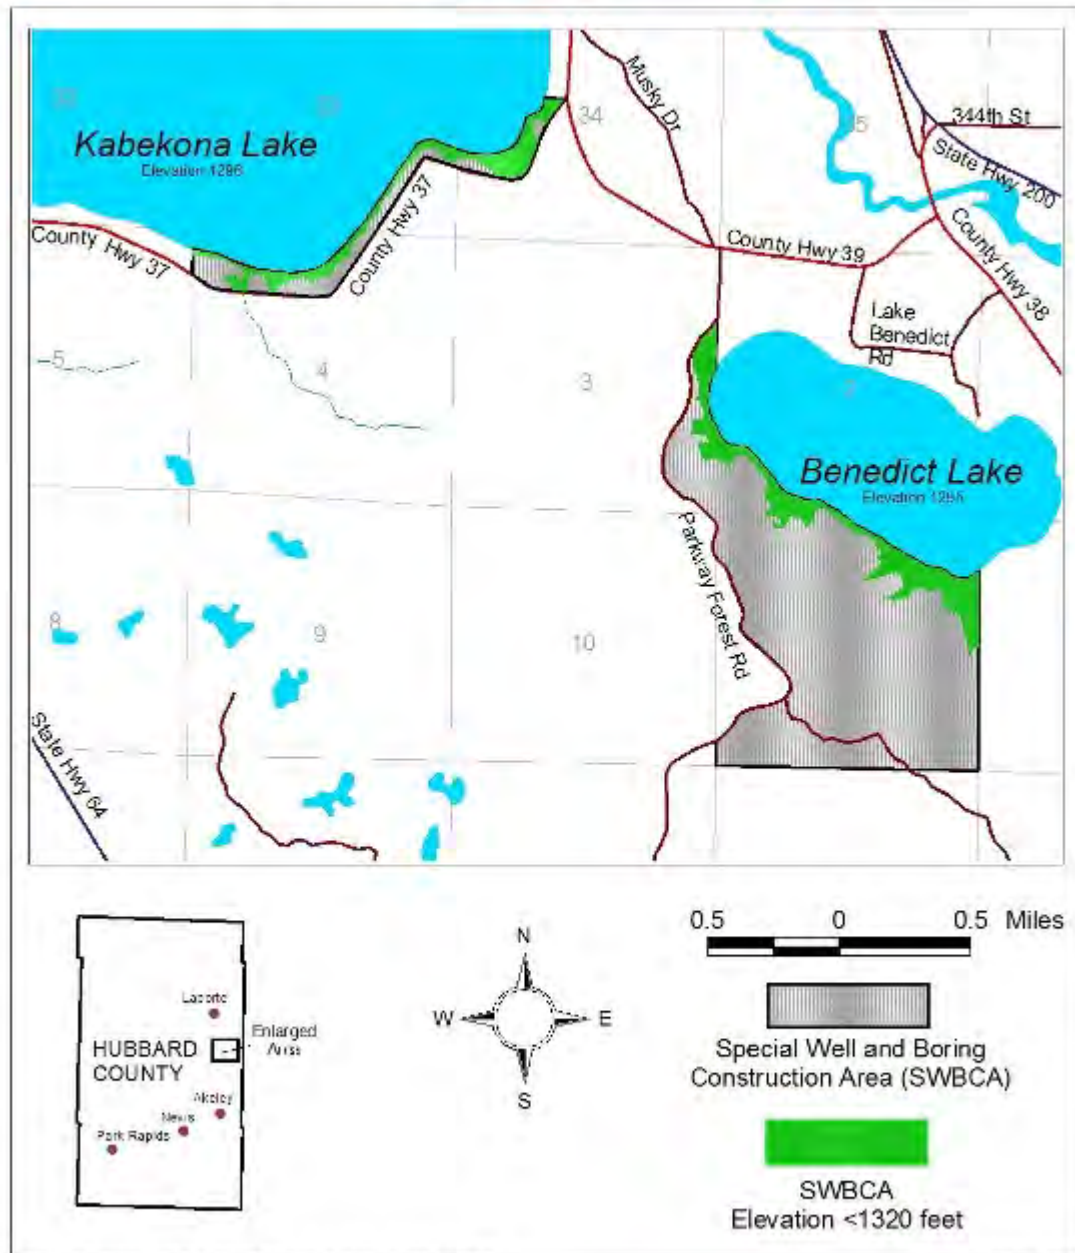 34
Musky Dr
344th St
State Hwy 200
Kabekona Lake
Elevation 1296
County Hwy 37
County Hwy 37
County Hwy 39
County Hwy 38
Lake
Benedict
Rd
5
4
3
2
Benedict Lake
Parkway Forest Rd
8
9
10
State Hwy 64
0.5 0 0.5 Miles
N
W E
S
Laporte
Enlarged
Area
HUBBARD
COUNTY
Akeley
Nevis
Park Rapids
Special Well and Boring
Construction Area (SWBCA)
SWBCA
Elevation <1320 feet